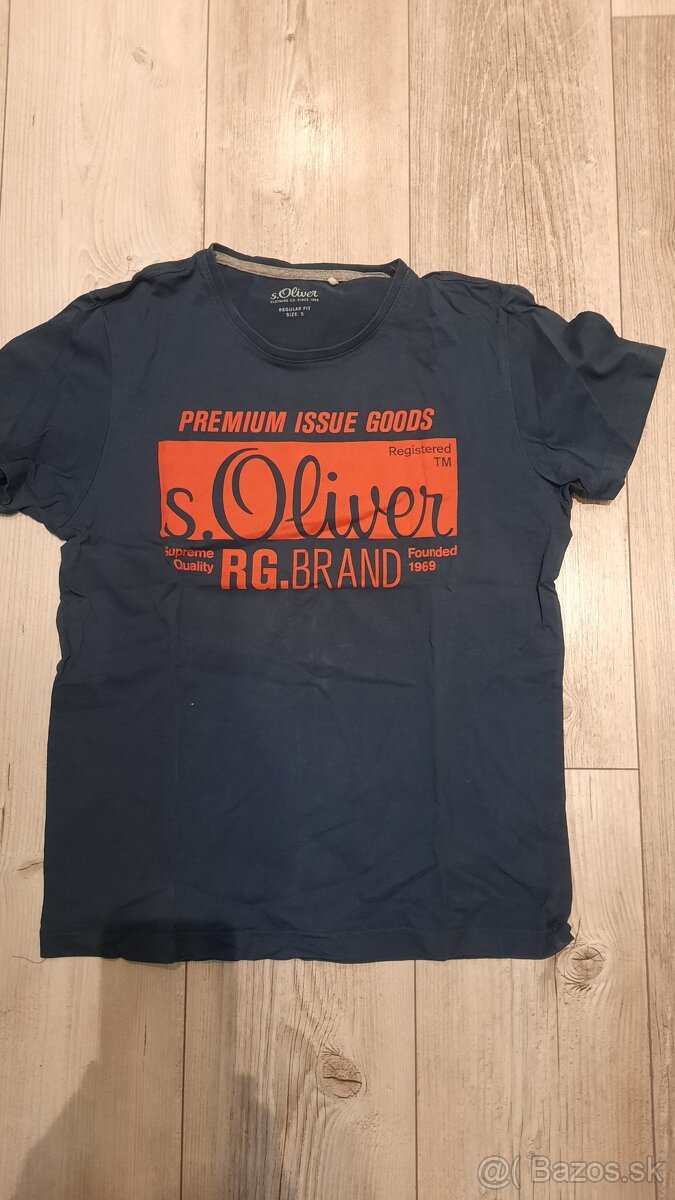 s.Oliver
CLOTHING CO. SINCE 1969
REGULAR FIT
SIZE: S
PREMIUM ISSUE GOODS
Registered
TM
s.Oliver
Supreme
Quality
RG.BRAND
Founded
1969
@( Bazos.sk